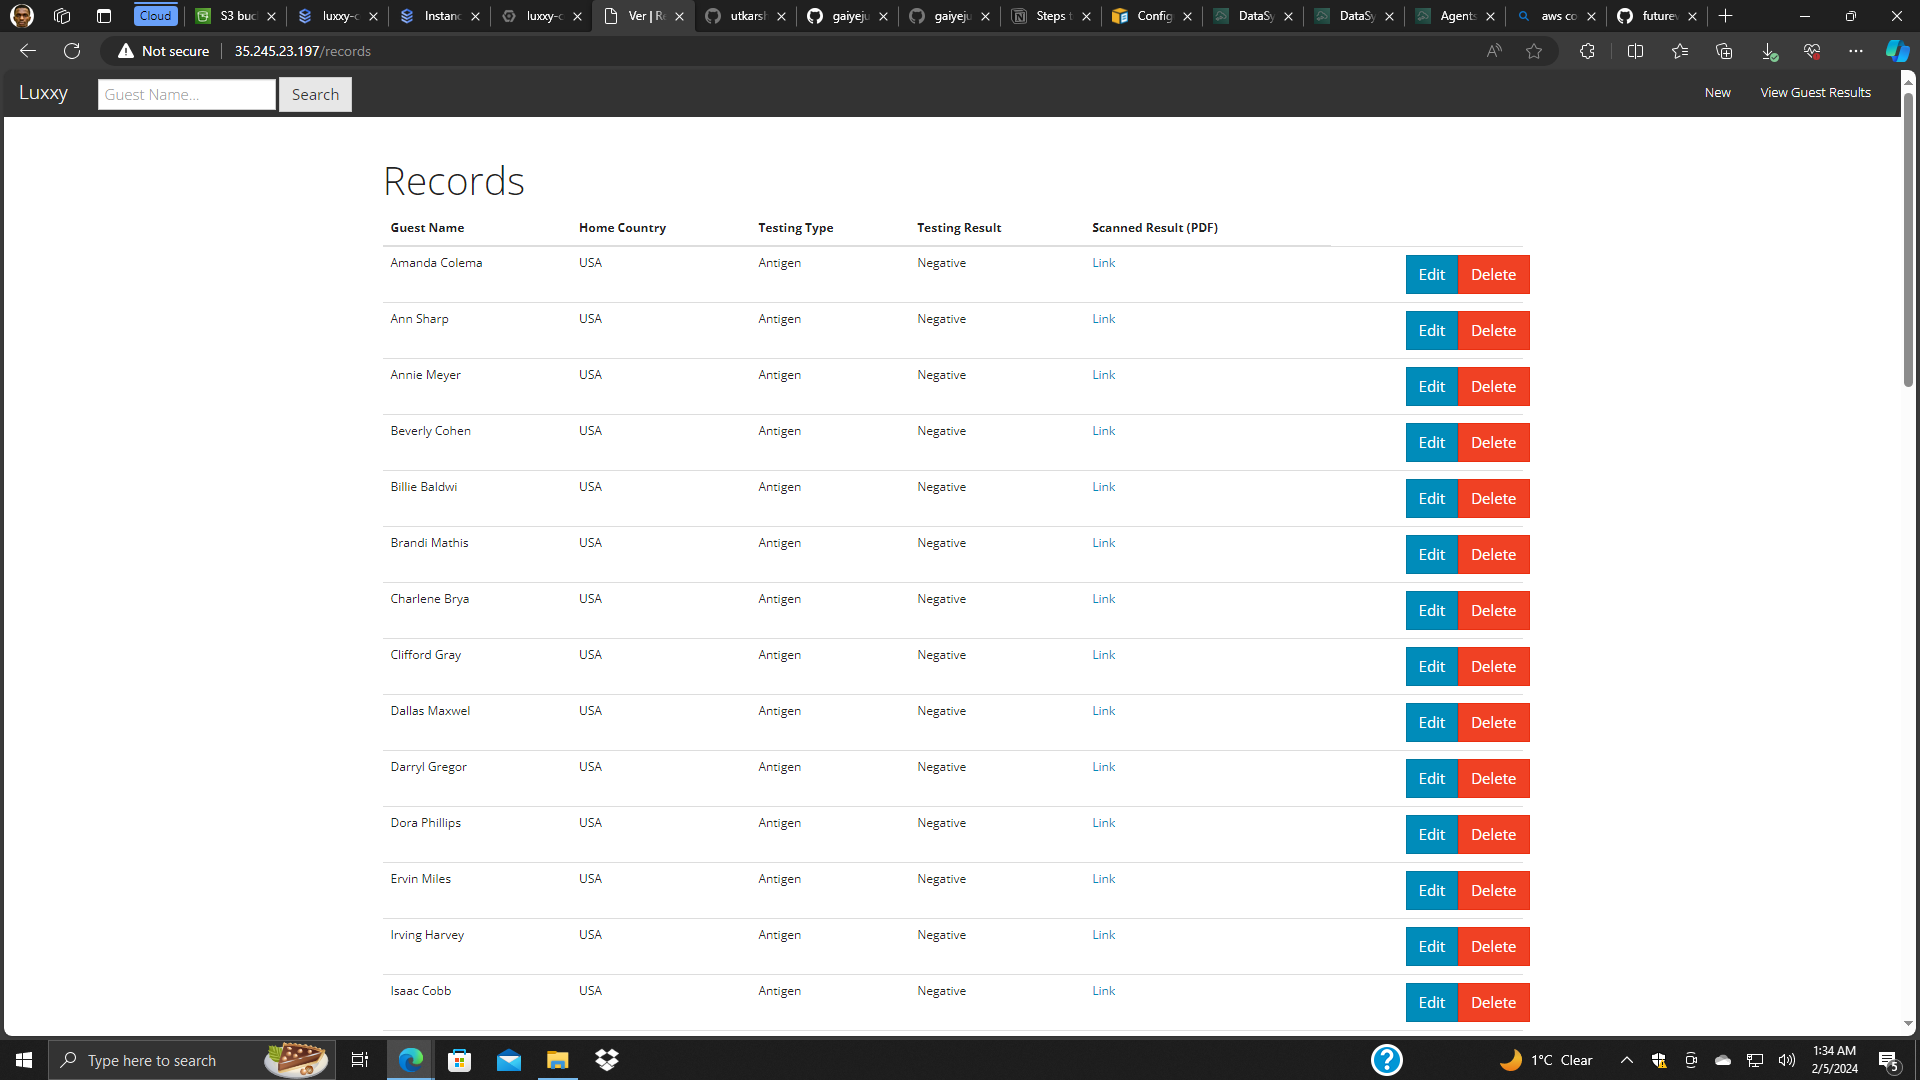 Cloud S3 buc luxxy-c Instanc luxxy-c Ver | Re utkarsh gaiyeju gaiyeju Steps t Config DataSy DataSy Agents aws co future
Not secure 35.245.23.197/records
Luxxy Guest Name... Search New View Guest Results
Records
Guest Name Home Country Testing Type Testing Result Scanned Result (PDF)
Amanda Colema USA Antigen Negative Link Edit Delete
Ann Sharp USA Antigen Negative Link Edit Delete
Annie Meyer USA Antigen Negative Link Edit Delete
Beverly Cohen USA Antigen Negative Link Edit Delete
Billie Baldwi USA Antigen Negative Link Edit Delete
Brandi Mathis USA Antigen Negative Link Edit Delete
Charlene Brya USA Antigen Negative Link Edit Delete
Clifford Gray USA Antigen Negative Link Edit Delete
Dallas Maxwel USA Antigen Negative Link Edit Delete
Darryl Gregor USA Antigen Negative Link Edit Delete
Dora Phillips USA Antigen Negative Link Edit Delete
Ervin Miles USA Antigen Negative Link Edit Delete
Irving Harvey USA Antigen Negative Link Edit Delete
Isaac Cobb USA Antigen Negative Link Edit Delete
Type here to search 1°C Clear 1:34 AM
2/5/2024 5